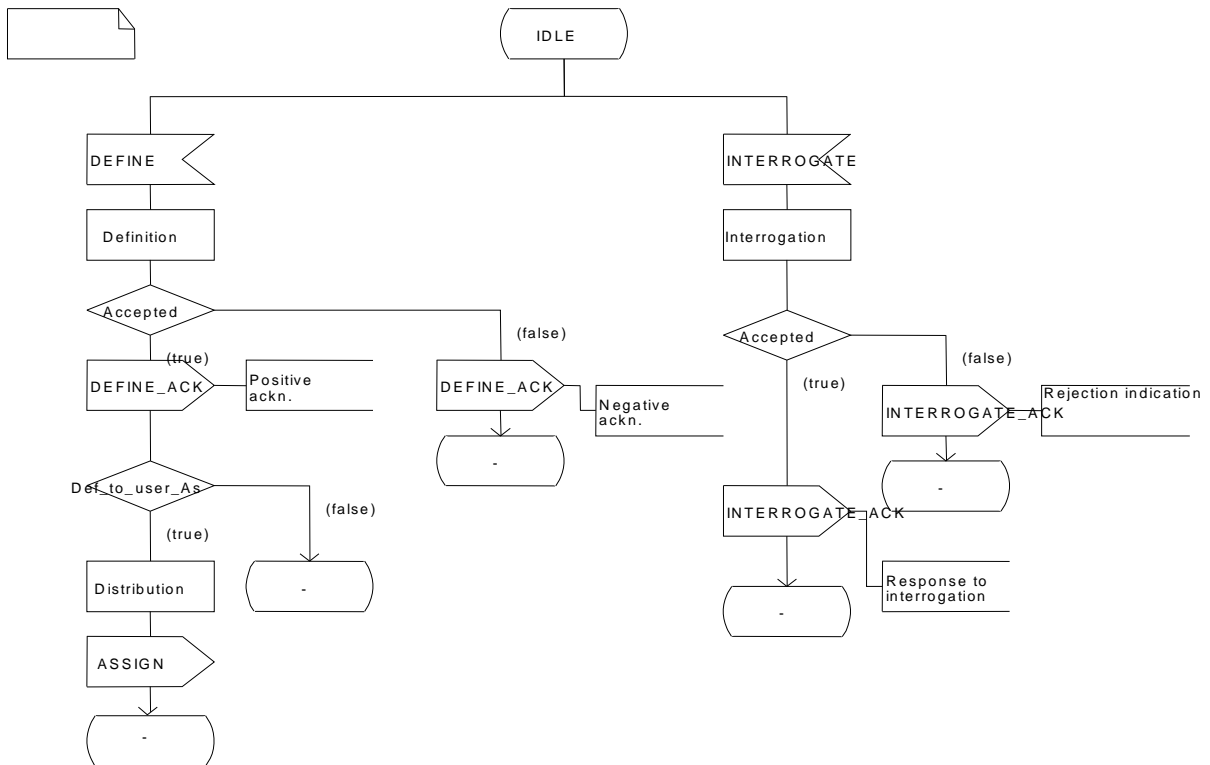 IDLE
DEFINE
INTERROGATE
Definition
Interrogation
Accepted
(false)
Accepted
(true)
(false)
DEFINE_ACK
Positive
ackn.
DEFINE_ACK
Negative
ackn.
(true)
INTERROGATE_ACK
Rejection indication
-
-
Def_to_user_As
(false)
(true)
INTERROGATE_ACK
Distribution
-
Response to
interrogation
-
ASSIGN
-